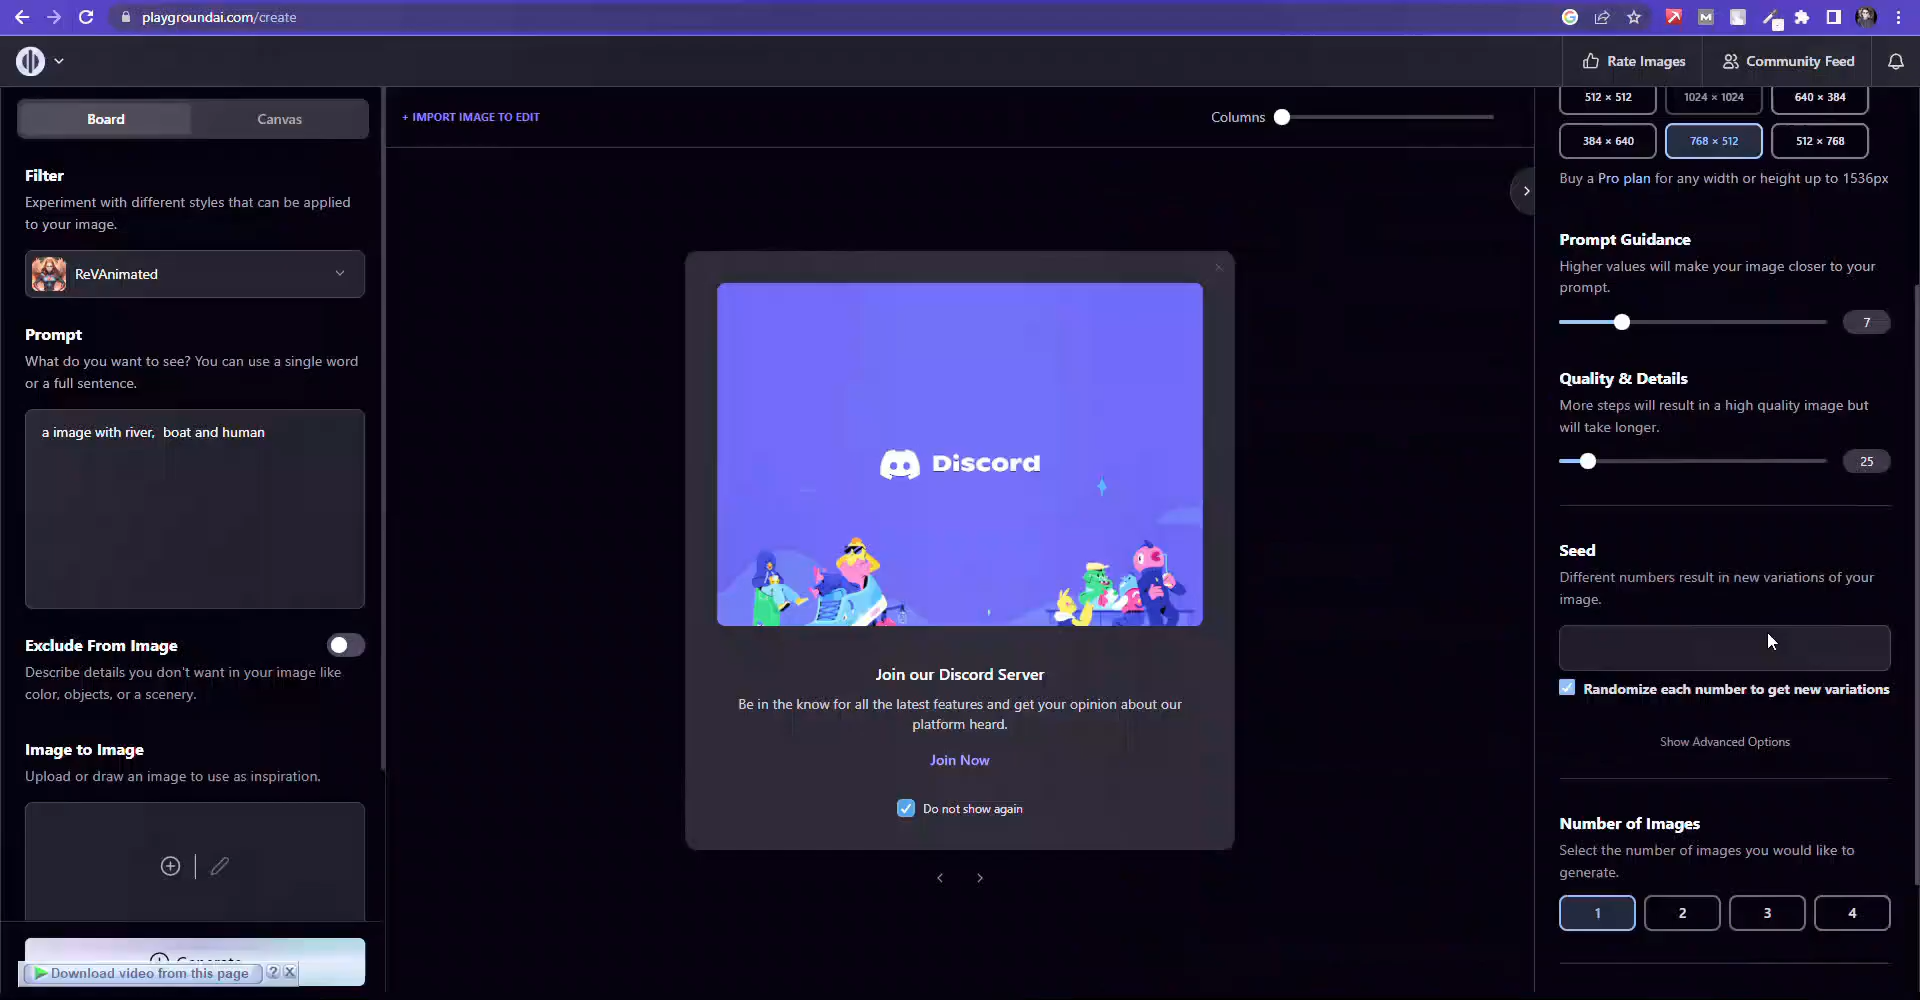 playgroundai.com/create
Rate Images
Community Feed
Board
Canvas
+ IMPORT IMAGE TO EDIT
Columns
512 × 512
1024 × 1024
640 × 384
384 × 640
768 × 512
512 × 768
Buy a Pro plan for any width or height up to 1536px
Filter
Experiment with different styles that can be applied
to your image.
ReVAnimated
Prompt
What do you want to see? You can use a single word
or a full sentence.
a image with river,  boat and human
Exclude From Image
Describe details you don't want in your image like
color, objects, or a scenery.
Image to Image
Upload or draw an image to use as inspiration.
Generate
Download video from this page
? X
Discord
Join our Discord Server
Be in the know for all the latest features and get your opinion about our
platform heard.
Join Now
Do not show again
Prompt Guidance
Higher values will make your image closer to your
prompt.
7
Quality & Details
More steps will result in a high quality image but
will take longer.
25
Seed
Different numbers result in new variations of your
image.
Randomize each number to get new variations
Show Advanced Options
Number of Images
Select the number of images you would like to
generate.
1
2
3
4